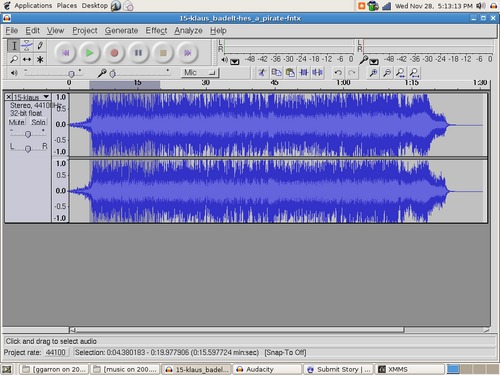 Applications Places Desktop Wed Nov 28, 5:13:13 PM
15-klaus_badelt-hes_a_pirate-fntx
File Edit View Project Generate Effect Analyze Help
L R -48 -42 -36 -30 -24 -18 -12 -6 0 L R -48 -42 -36 -30 -24 -18 -12 -6 0
Mic
0 15 30 45 1:00 1:15 1:30
15-klaus 1.0
Stereo, 44100Hz
32-bit float 0.5
Mute Solo
- + 0.0
L R -0.5
-1.0
1.0
0.5
0.0
-0.5
-1.0
Click and drag to select audio
Project rate: 44100 Selection: 0:04.380183 - 0:19.977906 (0:15.597724 min:sec) [Snap-To Off]
[ggarron on 20... [music on 200... 15-klaus_badel... Audacity Submit Story | ... XMMS